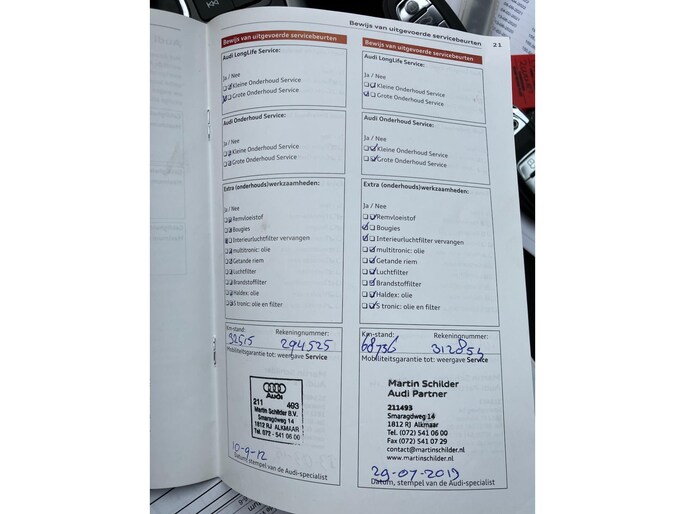 Bewijs van uitgevoerde servicebeurten 21
Bewijs van uitgevoerde servicebeurten
Audi LongLife Service:
Ja / Nee
Kleine Onderhoud Service
Grote Onderhoud Service
Audi Onderhoud Service:
Ja / Nee
Kleine Onderhoud Service
Grote Onderhoud Service
Extra (onderhouds)werkzaamheden:
Ja / Nee
Remvloeistof
Bougies
Interieurluchtfilter vervangen
multitronic: olie
Getande riem
Luchtfilter
Brandstoffilter
Haldex: olie
S tronic: olie en filter
Km-stand: Rekeningnummer:
32515 294525
Mobiliteitsgarantie tot: weergave Service
Audi
211 493
Martin Schilder B.V.
Smaragdweg 14
1812 RJ ALKMAAR
Tel. 072 - 541 06 00
10-9-12
Datum, stempel van de Audi-specialist
Bewijs van uitgevoerde servicebeurten
Audi LongLife Service:
Ja / Nee
Kleine Onderhoud Service
Grote Onderhoud Service
Audi Onderhoud Service:
Ja / Nee
Kleine Onderhoud Service
Grote Onderhoud Service
Extra (onderhouds)werkzaamheden:
Ja / Nee
Remvloeistof
Bougies
Interieurluchtfilter vervangen
multitronic: olie
Getande riem
Luchtfilter
Brandstoffilter
Haldex: olie
S tronic: olie en filter
Km-stand: Rekeningnummer:
68736 312854
Mobiliteitsgarantie tot: weergave Service
Martin Schilder
Audi Partner
211493
Smaragdweg 14
1812 RJ Alkmaar
Tel. (072) 541 06 00
Fax (072) 541 07 29
contact@martinschilder.nl
www.martinschilder.nl
29-07-2019
Datum, stempel van de Audi-specialist